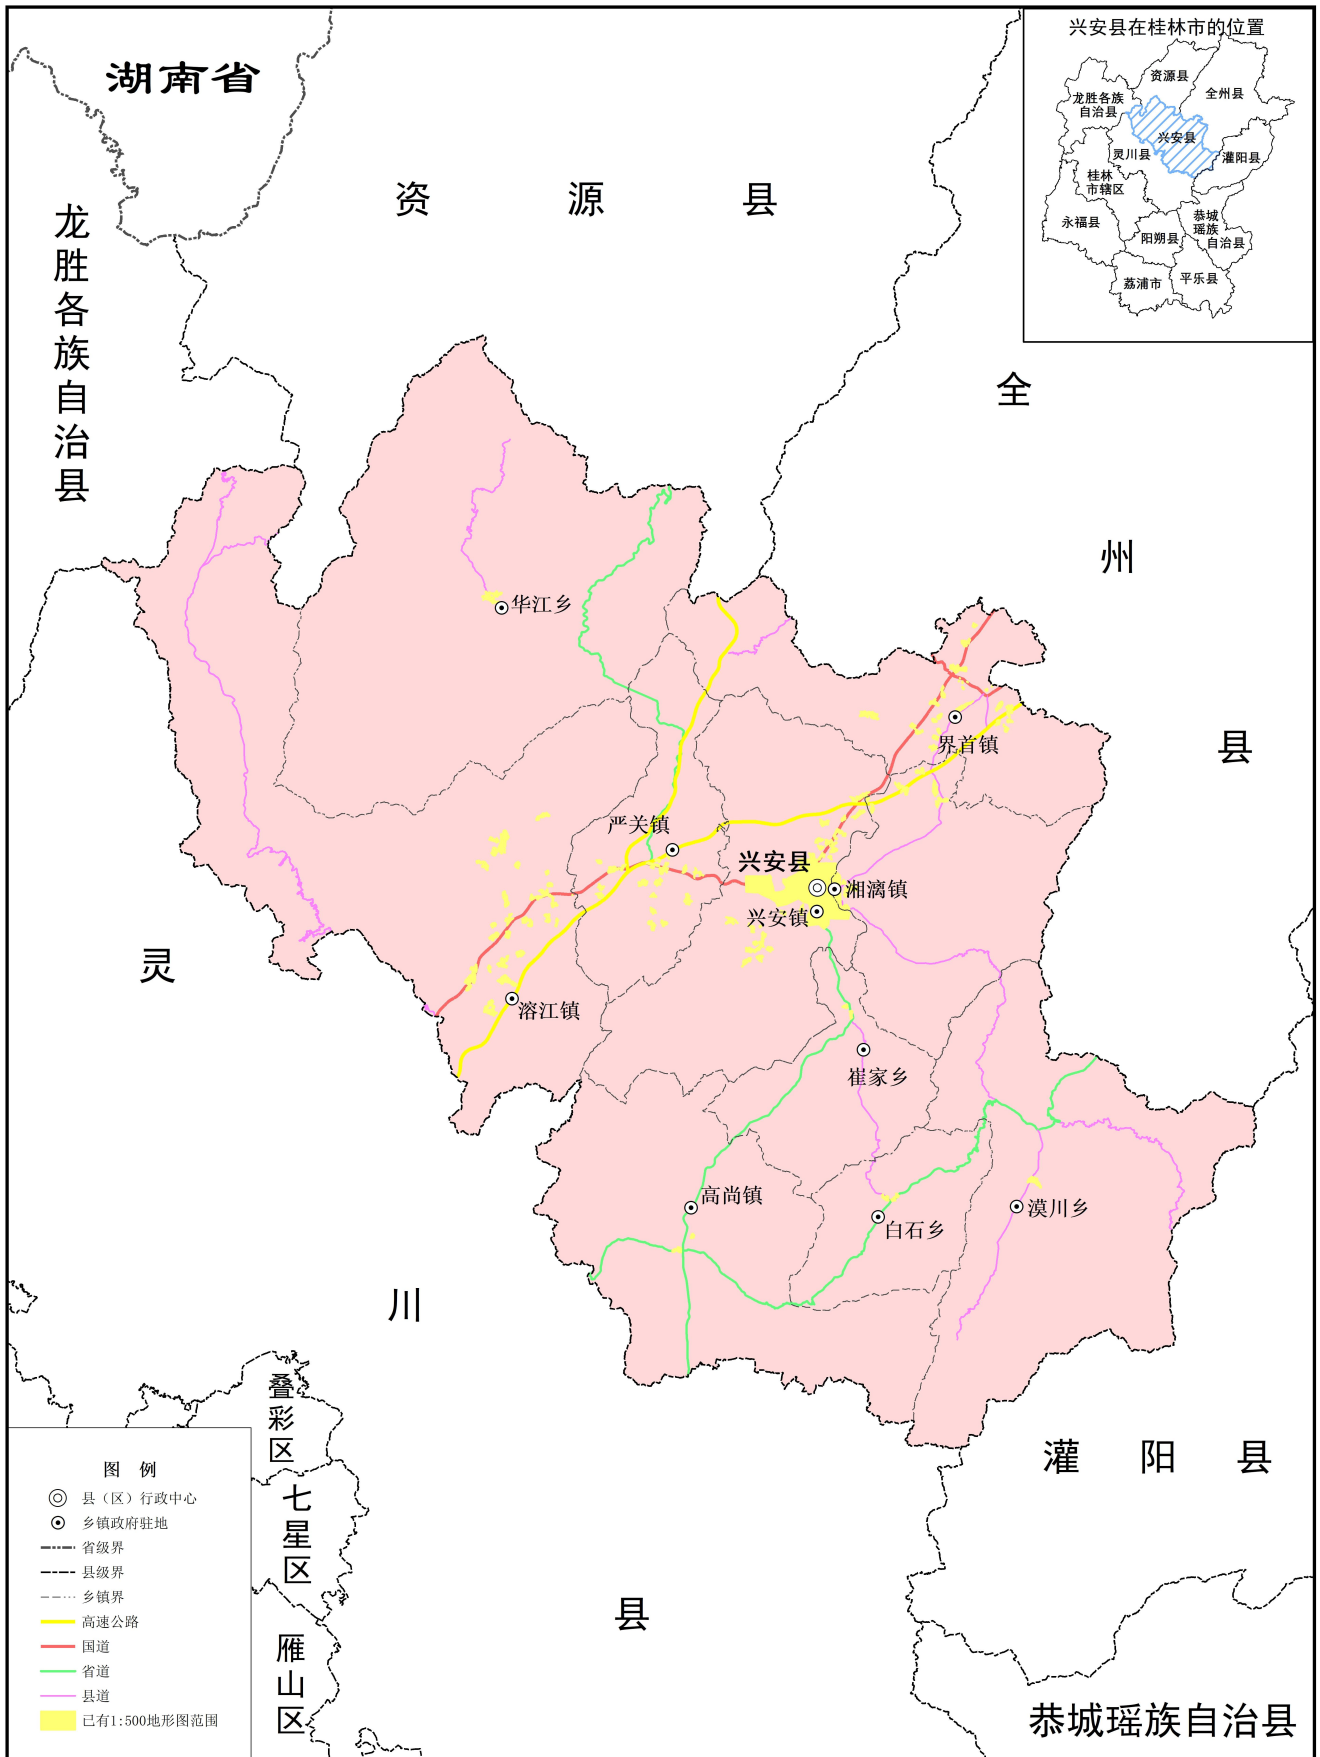 湖南省
兴安县在桂林市的位置
资源县
全州县
龙胜各族
自治县
兴安县
灵川县
灌阳县
桂林
市辖区
永福县
恭城
瑶族
自治县
阳朔县
荔浦市
平乐县
资源县
龙胜各族自治县
全州县
华江乡
界首镇
严关镇
兴安县
湘漓镇
兴安镇
溶江镇
崔家乡
高尚镇
白石乡
漠川乡
灵川县
灌阳县
叠彩区
七星区
雁山区
恭城瑶族自治县
图例
县（区）行政中心
乡镇政府驻地
省级界
县级界
乡镇界
高速公路
国道
省道
县道
已有1:500地形图范围